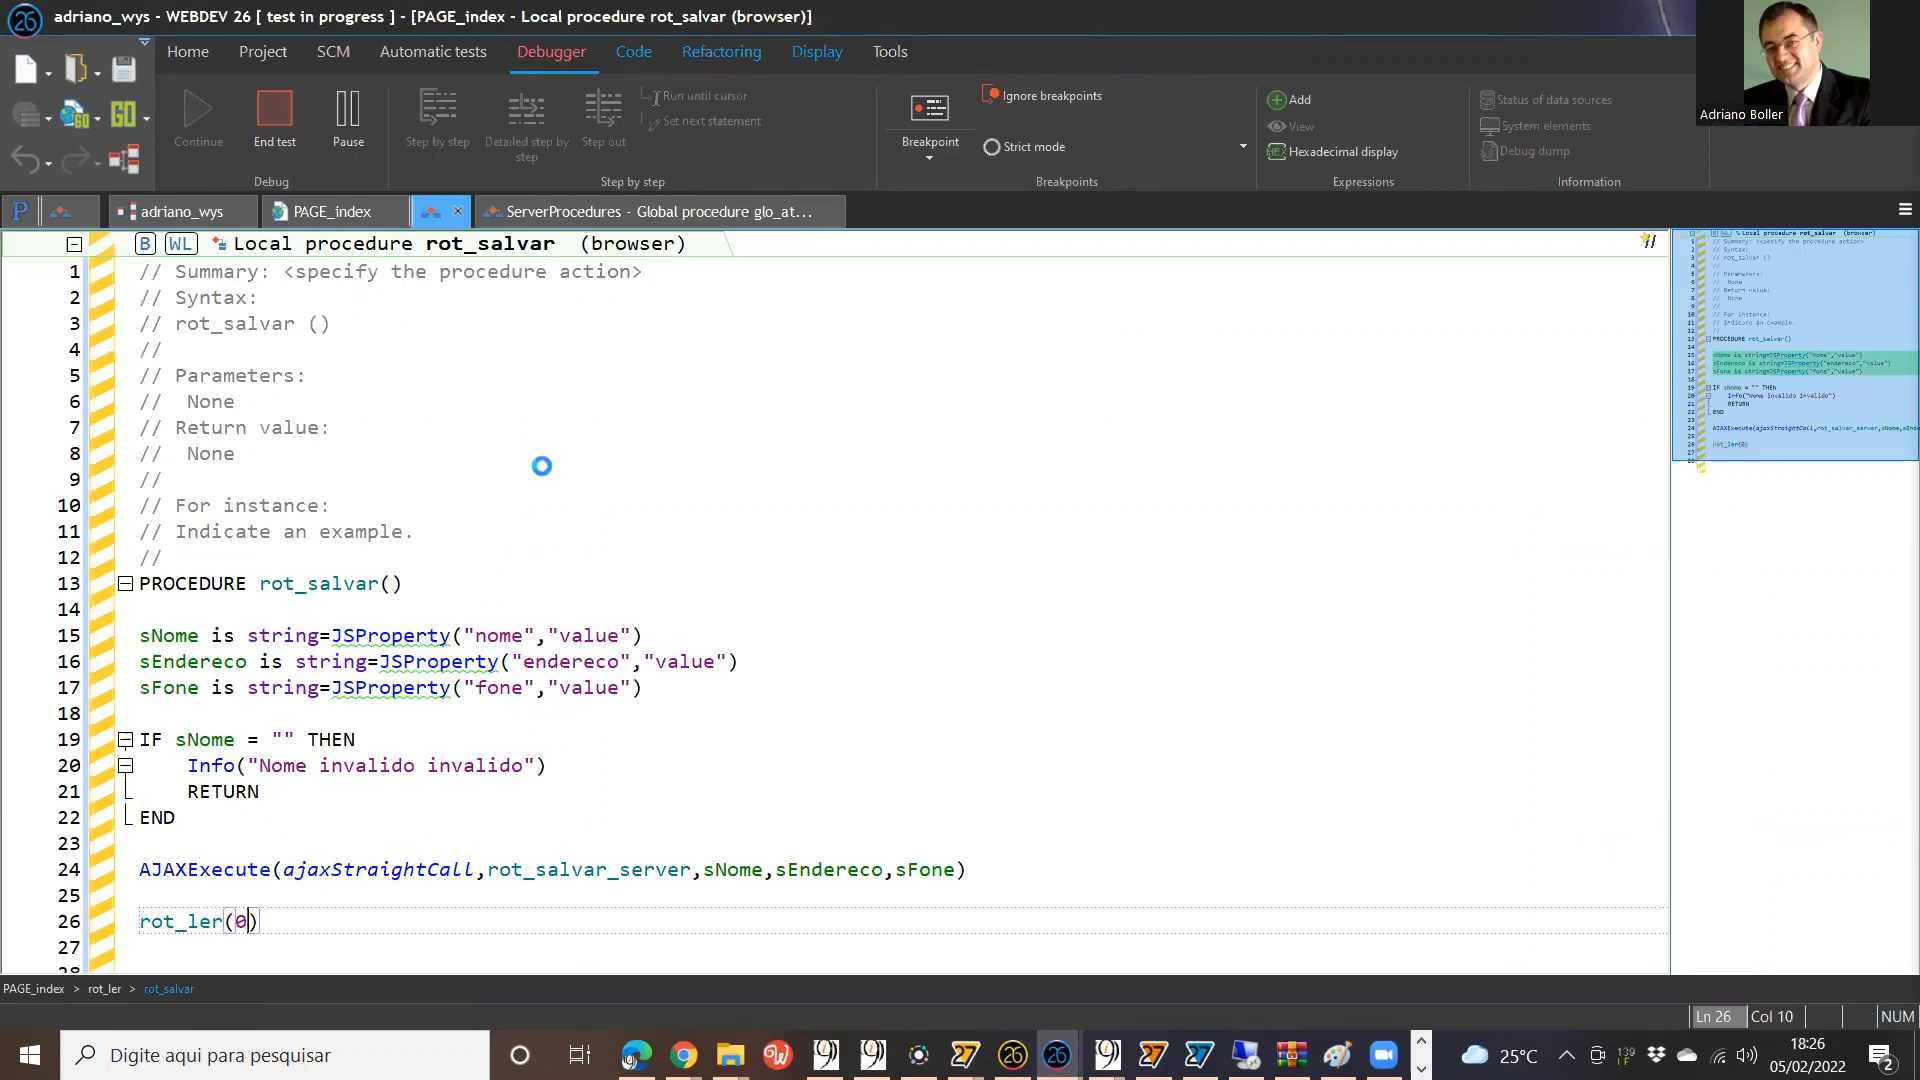 adriano_wys - WEBDEV 26 [ test in progress ] - [PAGE_index - Local procedure rot_salvar (browser)]
Home Project SCM Automatic tests Debugger Code Refactoring Display Tools
Adriano Boller
Continue End test Pause
Debug
Step by step Detailed step by step Step out
Run until cursor
Set next statement
Step by step
Breakpoint
Ignore breakpoints
Strict mode
Breakpoints
Add
View
Hexadecimal display
Expressions
Status of data sources
System elements
Debug dump
Information
adriano_wys PAGE_index ServerProcedures - Global procedure glo_at...
B WL Local procedure rot_salvar (browser)
1 // Summary: <specify the procedure action>
2 // Syntax:
3 // rot_salvar ()
4 //
5 // Parameters:
6 // None
7 // Return value:
8 // None
9 //
10 // For instance:
11 // Indicate an example.
12 //
13 PROCEDURE rot_salvar()
14
15 sNome is string=JSProperty("nome","value")
16 sEndereco is string=JSProperty("endereco","value")
17 sFone is string=JSProperty("fone","value")
18
19 IF sNome = "" THEN
20 Info("Nome invalido invalido")
21 RETURN
22 END
23
24 AJAXExecute(ajaxStraightCall,rot_salvar_server,sNome,sEndereco,sFone)
25
26 rot_ler(0)
27
28
PAGE_index > rot_ler > rot_salvar
Ln 26 Col 10 NUM
Digite aqui para pesquisar
25°C
18:26
05/02/2022
2